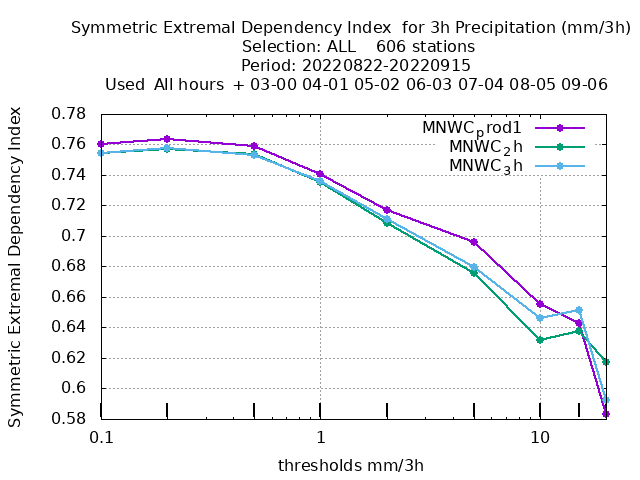 Symmetric Extremal Dependency Index  for 3h Precipitation (mm/3h)
Selection: ALL    606 stations
Period: 20220822-20220915
Used  All hours  + 03-00 04-01 05-02 06-03 07-04 08-05 09-06
Symmetric Extremal Dependency Index
0.78
0.76
0.74
0.72
0.7
0.68
0.66
0.64
0.62
0.6
0.58
MNWCprod1
MNWC2h
MNWC3h
0.1
1
10
thresholds mm/3h